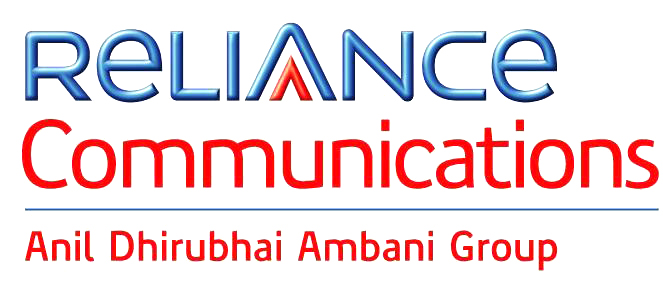 ReLIANCe
Communications
Anil Dhirubhai Ambani Group